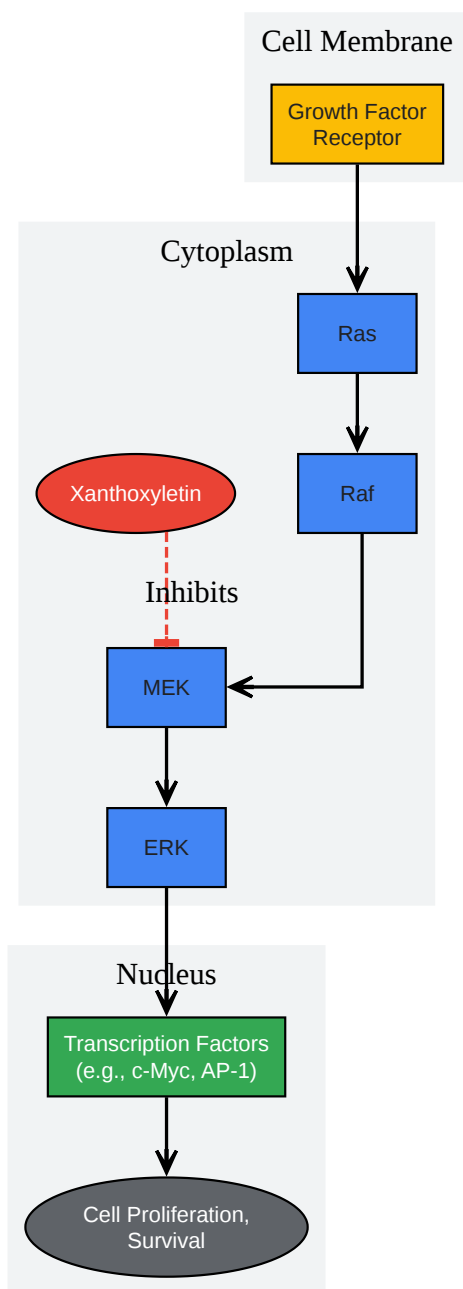 Cell Membrane
Growth Factor
Receptor
Cytoplasm
Ras
Xanthoxyletin
Raf
Inhibits
MEK
ERK
Nucleus
Transcription Factors
(e.g., c-Myc, AP-1)
Cell Proliferation,
Survival